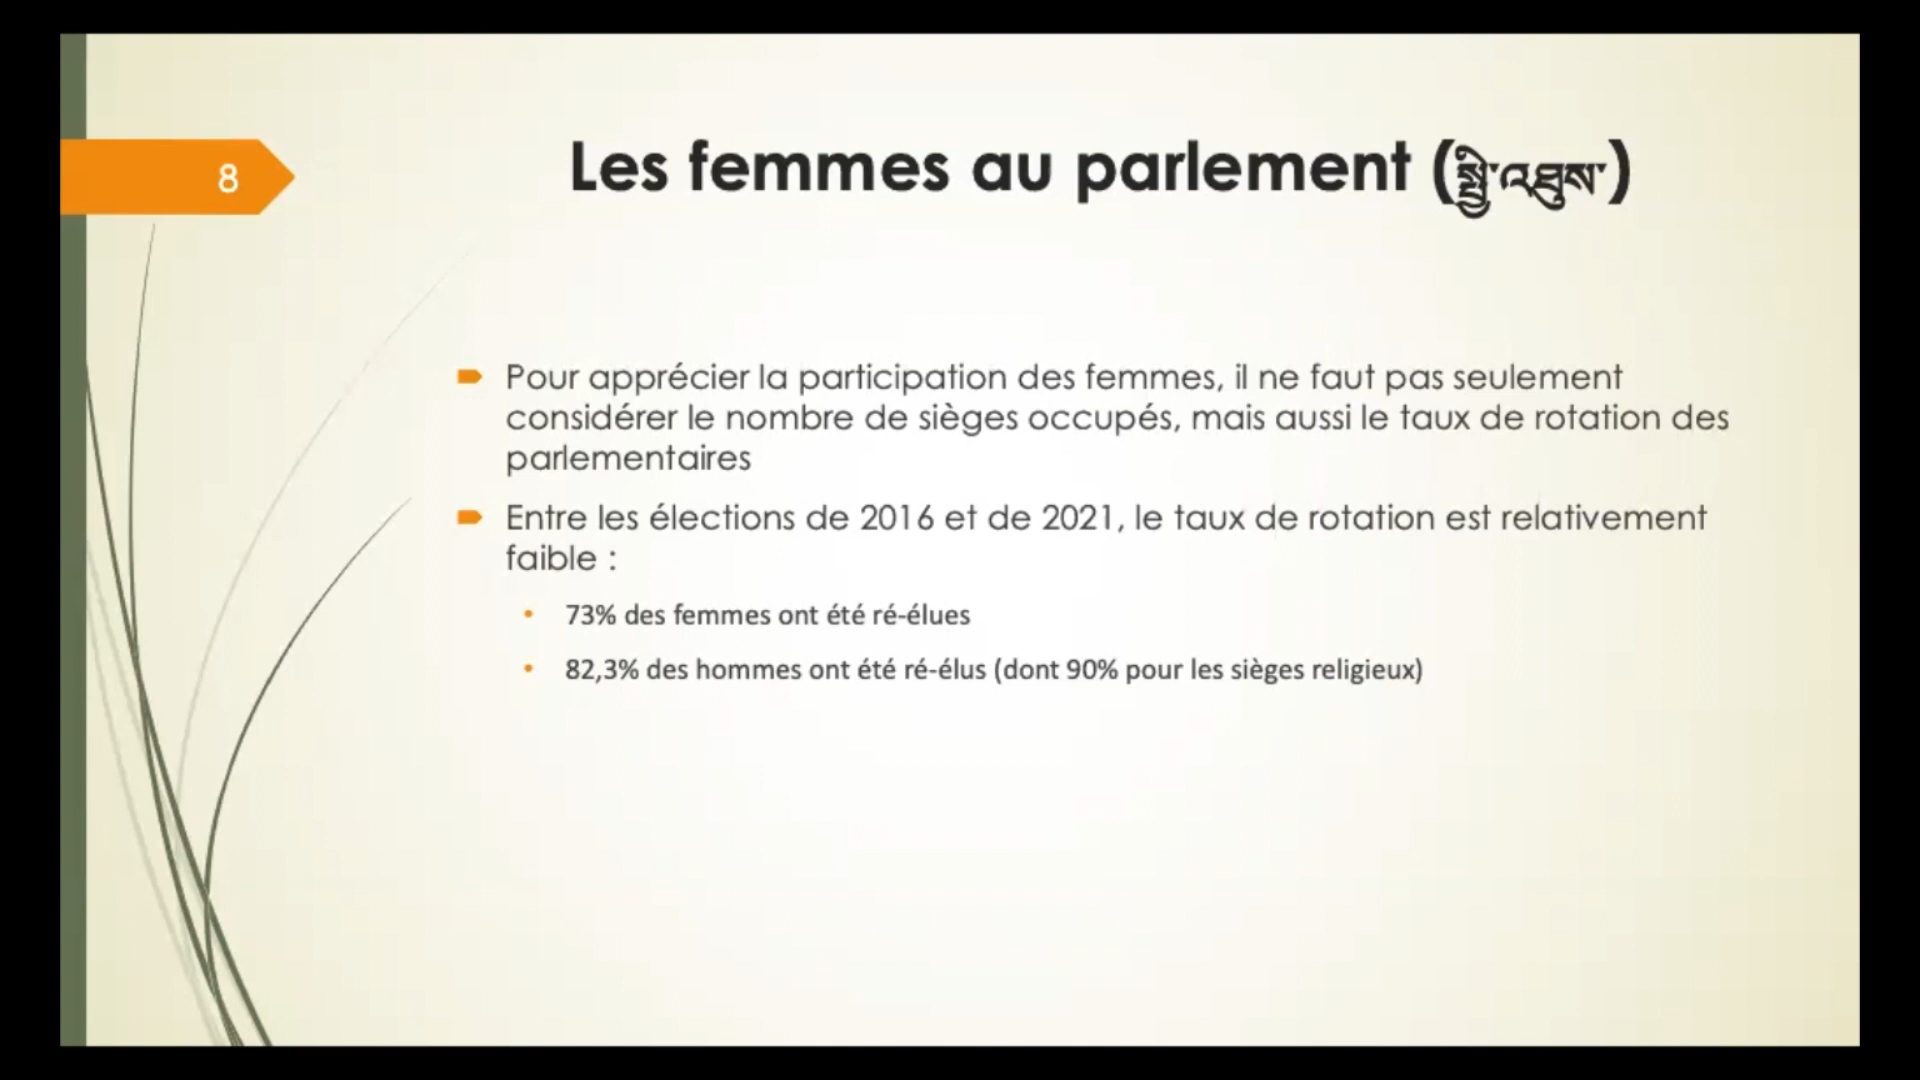 8
Les femmes au parlement (སྤྱི་འཐུས་)
Pour apprécier la participation des femmes, il ne faut pas seulement
considérer le nombre de sièges occupés, mais aussi le taux de rotation des
parlementaires
Entre les élections de 2016 et de 2021, le taux de rotation est relativement
faible :
• 73% des femmes ont été ré-élues
• 82,3% des hommes ont été ré-élus (dont 90% pour les sièges religieux)